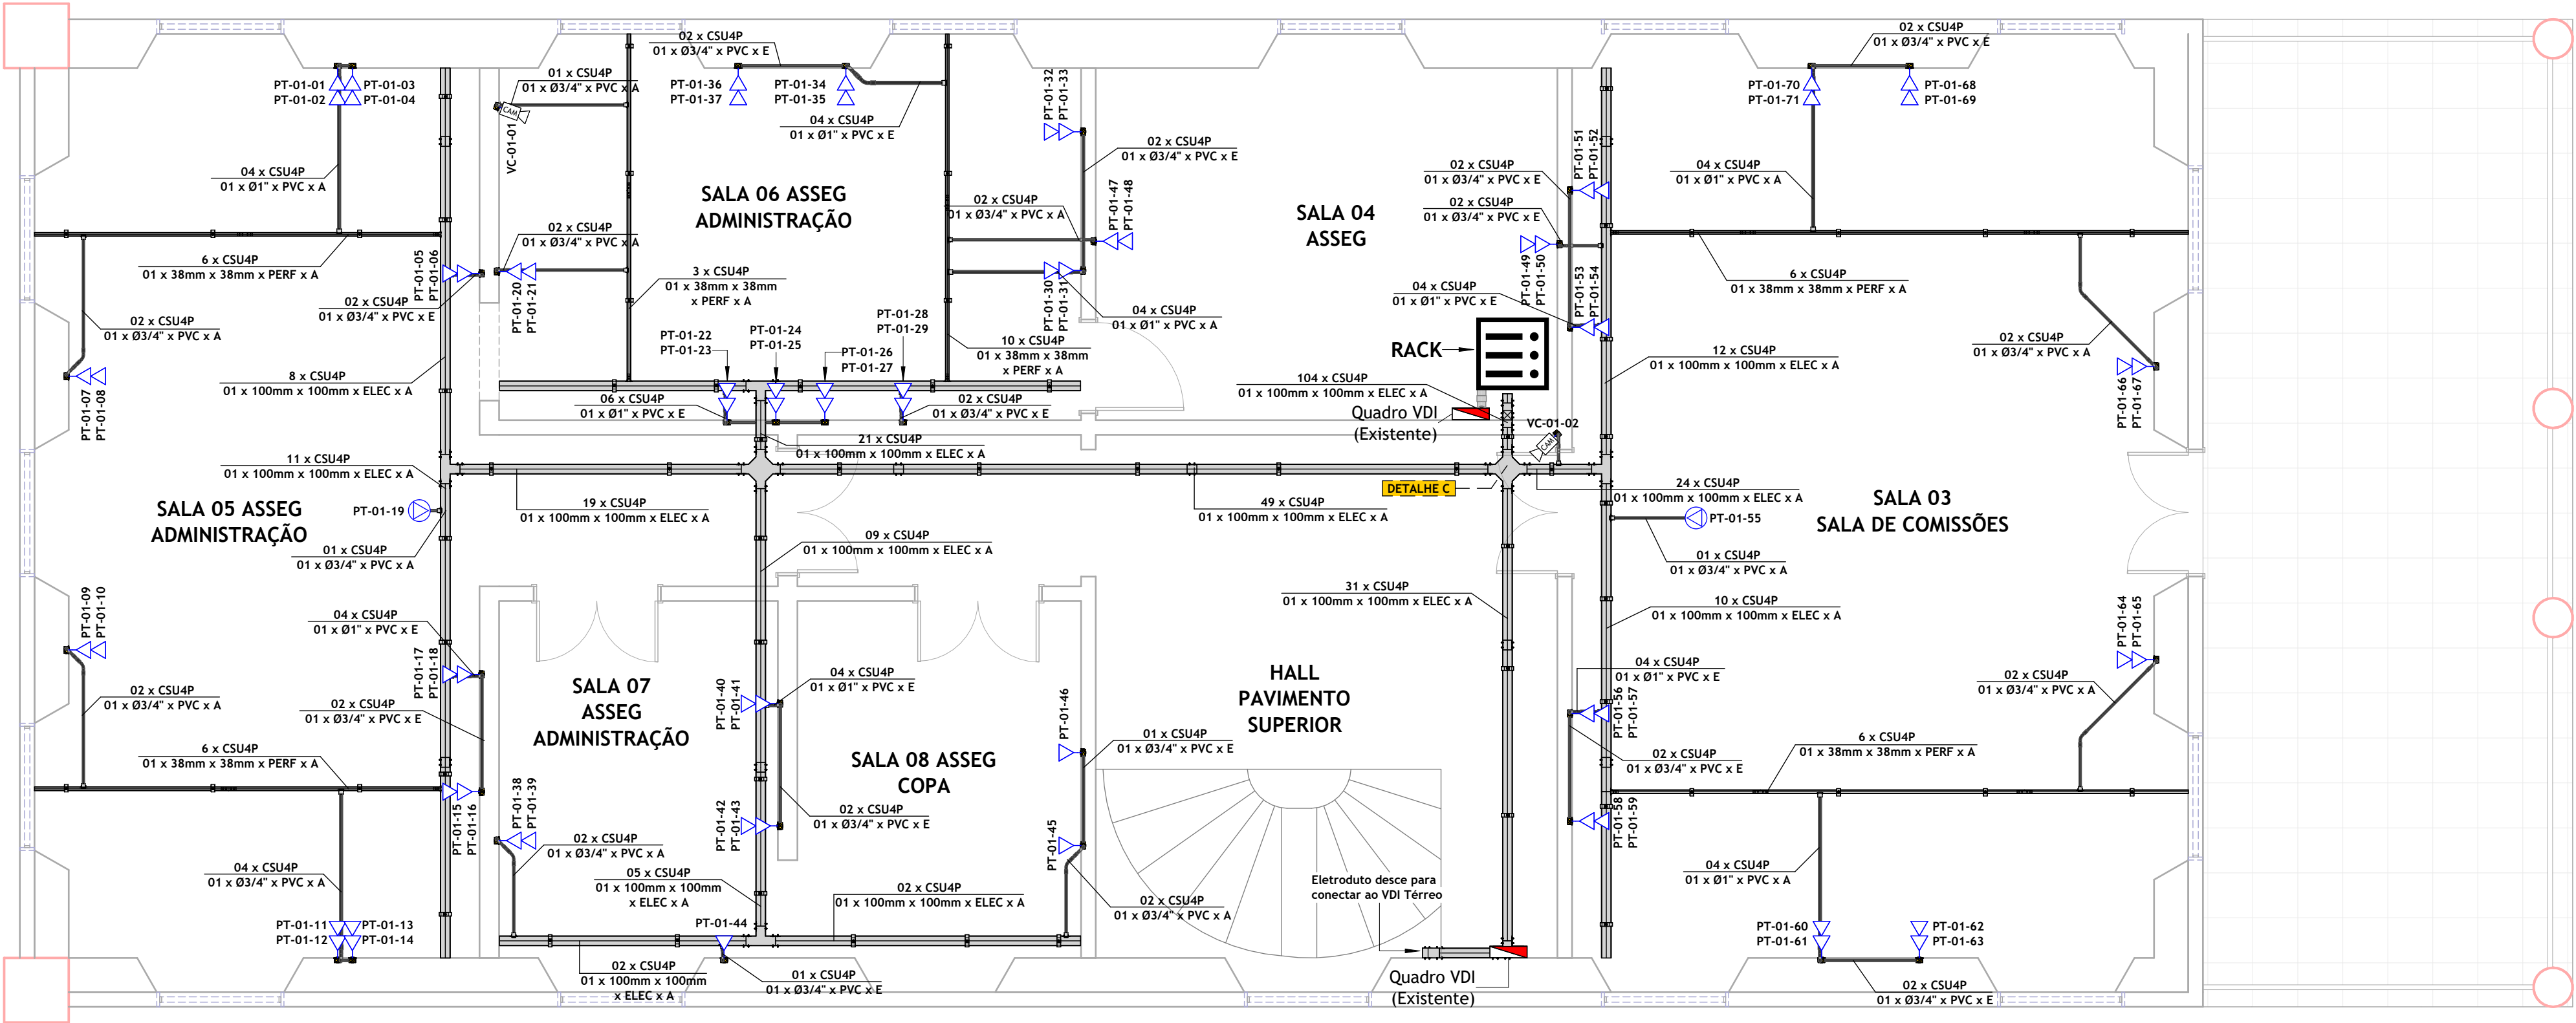 02 x CSU4P
01 x Ø3/4" x PVC x E
02 x CSU4P
01 x Ø3/4" x PVC x E
PT-01-01
PT-01-02
PT-01-03
PT-01-04
01 x CSU4P
01 x Ø3/4" x PVC x A
CAM
VC-01-01
PT-01-36
PT-01-37
PT-01-34
PT-01-35
04 x CSU4P
01 x Ø1" x PVC x E
PT-01-32
PT-01-33
02 x CSU4P
01 x Ø3/4" x PVC x E
PT-01-70
PT-01-71
PT-01-68
PT-01-69
04 x CSU4P
01 x Ø1" x PVC x A
PT-01-51
PT-01-52
02 x CSU4P
01 x Ø3/4" x PVC x E
04 x CSU4P
01 x Ø1" x PVC x A
SALA 06 ASSEG
ADMINISTRAÇÃO
02 x CSU4P
01 x Ø3/4" x PVC x A
PT-01-47
PT-01-48
SALA 04
ASSEG
02 x CSU4P
01 x Ø3/4" x PVC x E
02 x CSU4P
01 x Ø3/4" x PVC x A
6 x CSU4P
01 x 38mm x 38mm x PERF x A
PT-01-05
PT-01-06
02 x CSU4P
01 x Ø3/4" x PVC x E
PT-01-20
PT-01-21
3 x CSU4P
01 x 38mm x 38mm
x PERF x A
PT-01-30
PT-01-31
04 x CSU4P
01 x Ø1" x PVC x A
PT-01-49
PT-01-50
PT-01-53
PT-01-54
04 x CSU4P
01 x Ø1" x PVC x E
6 x CSU4P
01 x 38mm x 38mm x PERF x A
02 x CSU4P
01 x Ø3/4" x PVC x A
02 x CSU4P
01 x Ø3/4" x PVC x A
PT-01-22
PT-01-23
PT-01-24
PT-01-25
PT-01-26
PT-01-27
PT-01-28
PT-01-29
10 x CSU4P
01 x 38mm x 38mm
x PERF x A
RACK
12 x CSU4P
01 x 100mm x 100mm x ELEC x A
8 x CSU4P
01 x 100mm x 100mm x ELEC x A
104 x CSU4P
01 x 100mm x 100mm x ELEC x A
PT-01-07
PT-01-08
PT-01-66
PT-01-67
06 x CSU4P
01 x Ø1" x PVC x E
02 x CSU4P
01 x Ø3/4" x PVC x E
Quadro VDI
(Existente)
VC-01-02
CAM
21 x CSU4P
01 x 100mm x 100mm x ELEC x A
11 x CSU4P
01 x 100mm x 100mm x ELEC x A
DETALHE C
24 x CSU4P
01 x 100mm x 100mm x ELEC x A
19 x CSU4P
01 x 100mm x 100mm x ELEC x A
49 x CSU4P
01 x 100mm x 100mm x ELEC x A
SALA 05 ASSEG
ADMINISTRAÇÃO
PT-01-19
PT-01-55
SALA 03
SALA DE COMISSÕES
01 x CSU4P
01 x Ø3/4" x PVC x A
09 x CSU4P
01 x 100mm x 100mm x ELEC x A
01 x CSU4P
01 x Ø3/4" x PVC x A
PT-01-09
PT-01-10
31 x CSU4P
01 x 100mm x 100mm x ELEC x A
10 x CSU4P
01 x 100mm x 100mm x ELEC x A
PT-01-64
PT-01-65
04 x CSU4P
01 x Ø1" x PVC x E
PT-01-17
PT-01-18
02 x CSU4P
01 x Ø3/4" x PVC x A
02 x CSU4P
01 x Ø3/4" x PVC x E
SALA 07
ASSEG
ADMINISTRAÇÃO
PT-01-40
PT-01-41
04 x CSU4P
01 x Ø1" x PVC x E
PT-01-46
HALL
PAVIMENTO
SUPERIOR
04 x CSU4P
01 x Ø1" x PVC x E
PT-01-56
PT-01-57
02 x CSU4P
01 x Ø3/4" x PVC x A
01 x CSU4P
01 x Ø3/4" x PVC x E
6 x CSU4P
01 x 38mm x 38mm x PERF x A
SALA 08 ASSEG
COPA
6 x CSU4P
01 x 38mm x 38mm x PERF x A
02 x CSU4P
01 x Ø3/4" x PVC x E
PT-01-15
PT-01-16
PT-01-38
PT-01-39
PT-01-42
PT-01-43
02 x CSU4P
01 x Ø3/4" x PVC x E
PT-01-45
PT-01-58
PT-01-59
02 x CSU4P
01 x Ø3/4" x PVC x A
04 x CSU4P
01 x Ø3/4" x PVC x A
05 x CSU4P
01 x 100mm x 100mm
x ELEC x A
02 x CSU4P
01 x 100mm x 100mm x ELEC x A
02 x CSU4P
01 x Ø3/4" x PVC x A
Eletroduto desce para
conectar ao VDI Térreo
04 x CSU4P
01 x Ø1" x PVC x A
PT-01-11
PT-01-12
PT-01-13
PT-01-14
PT-01-44
PT-01-60
PT-01-61
PT-01-62
PT-01-63
02 x CSU4P
01 x 100mm x 100mm
x ELEC x A
01 x CSU4P
01 x Ø3/4" x PVC x E
Quadro VDI
(Existente)
02 x CSU4P
01 x Ø3/4" x PVC x E